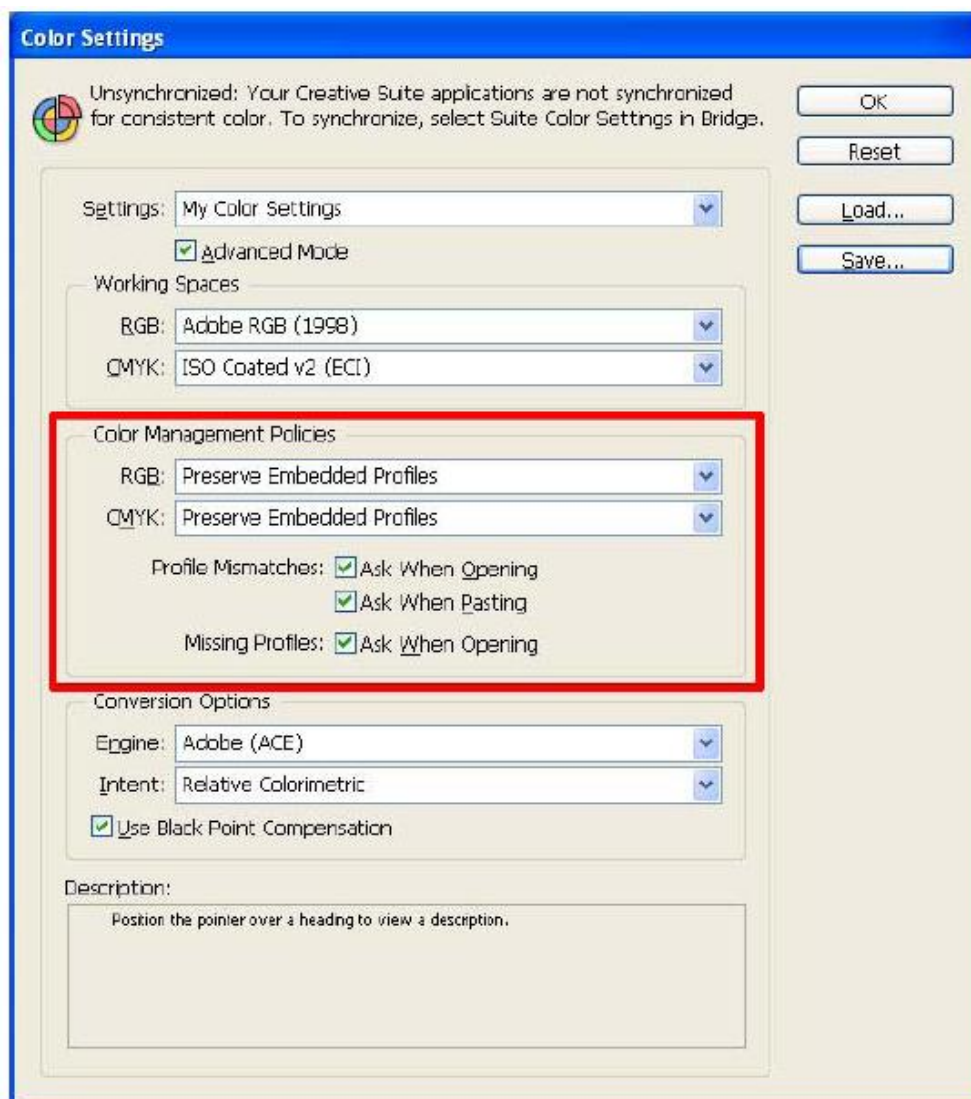 Color Settings
Unsynchronized: Your Creative Suite applications are not synchronized
for consistent color. To synchronize, select Suite Color Settings in Bridge.
OK
Reset
Load...
Save...
Settings: My Color Settings
Advanced Mode
Working Spaces
RGB: Adobe RGB (1998)
CMYK: ISO Coated v2 (ECI)
Color Management Policies
RGB: Preserve Embedded Profiles
CMYK: Preserve Embedded Profiles
Profile Mismatches: Ask When Opening
Ask When Pasting
Missing Profiles: Ask When Opening
Conversion Options
Engine: Adobe (ACE)
Intent: Relative Colorimetric
Use Black Point Compensation
Description:
Position the pointer over a heading to view a description.